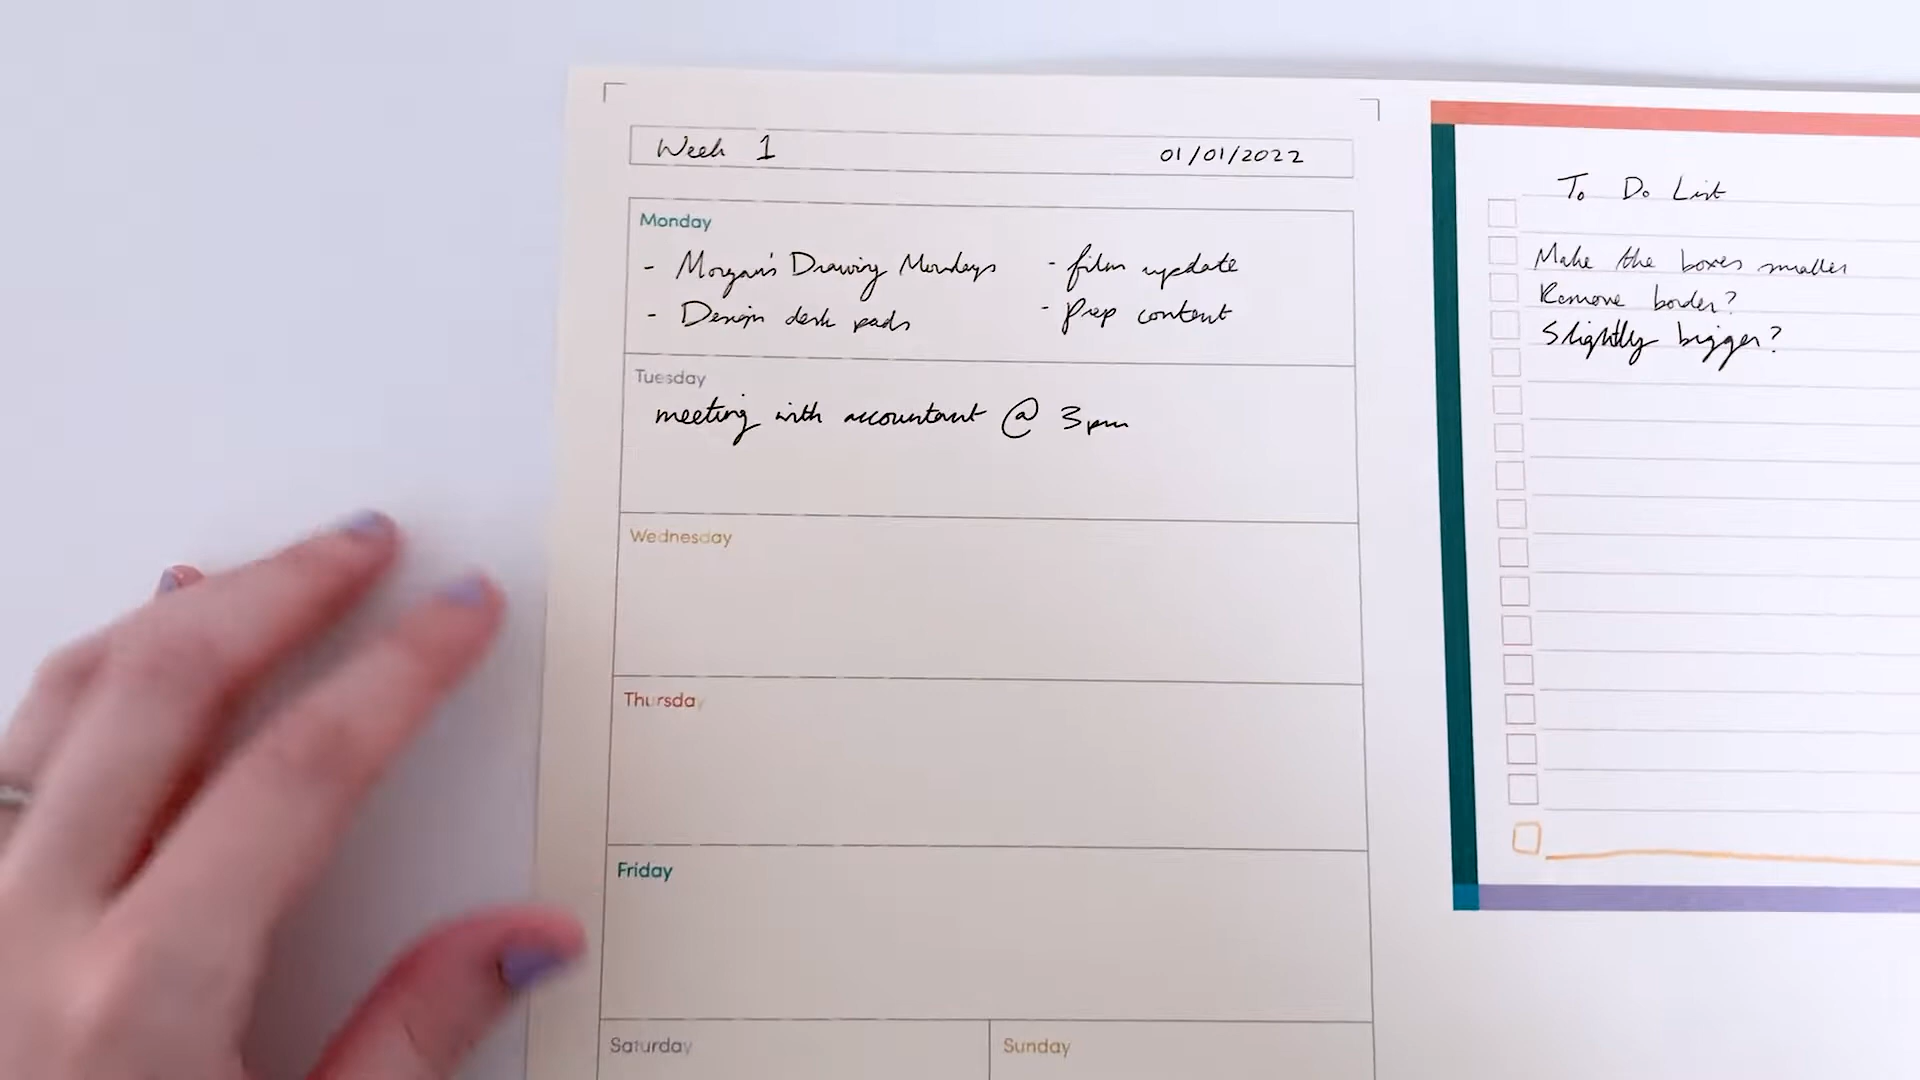 Week 1 01/01/2022
Monday
- Morgan's Drawing Mondays - film update
- Design desk pads - Prep content
Tuesday
meeting with accountant @ 3pm
Wednesday
Thursday
Friday
Saturday Sunday
To Do List
Make the boxes smaller
Remove border?
Slightly bigger?